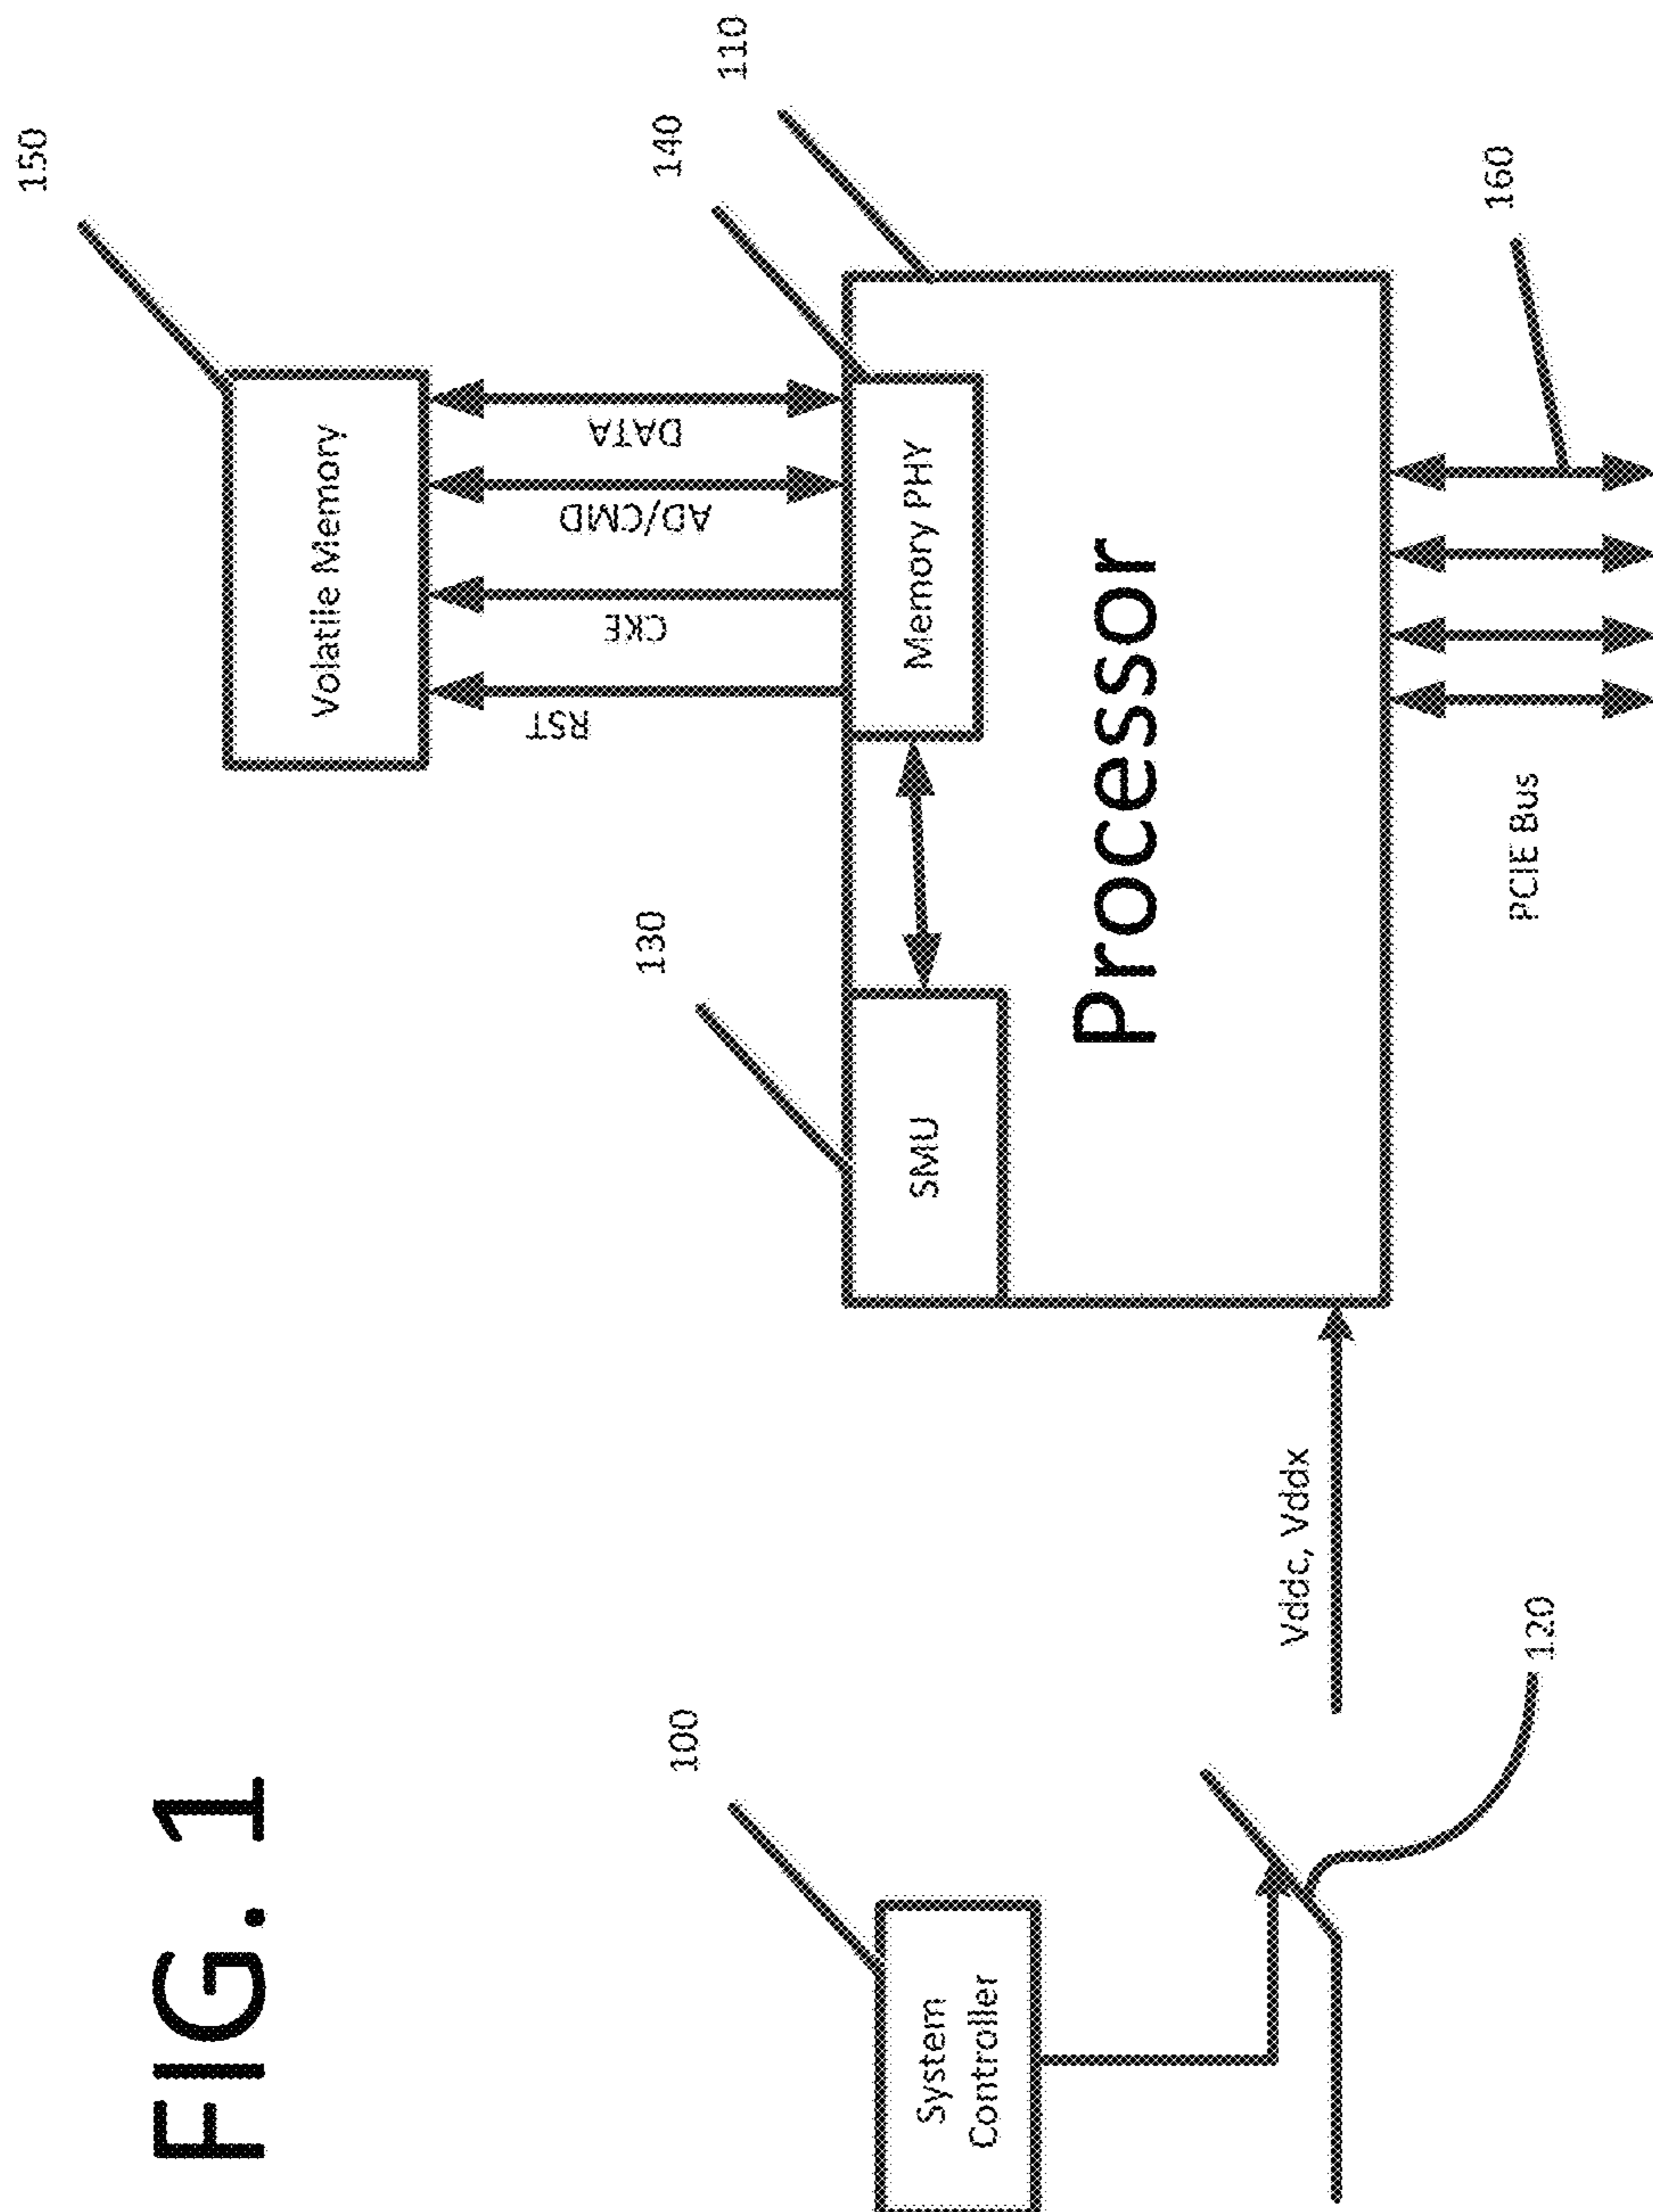 FIG. 1
150
Volatile Memory
RST
CKE
AD/CMD
DATA
100
130
140
110
System
Controller
SMU
Memory PHY
Processor
Vddc, Vddx
120
PCIE Bus
160